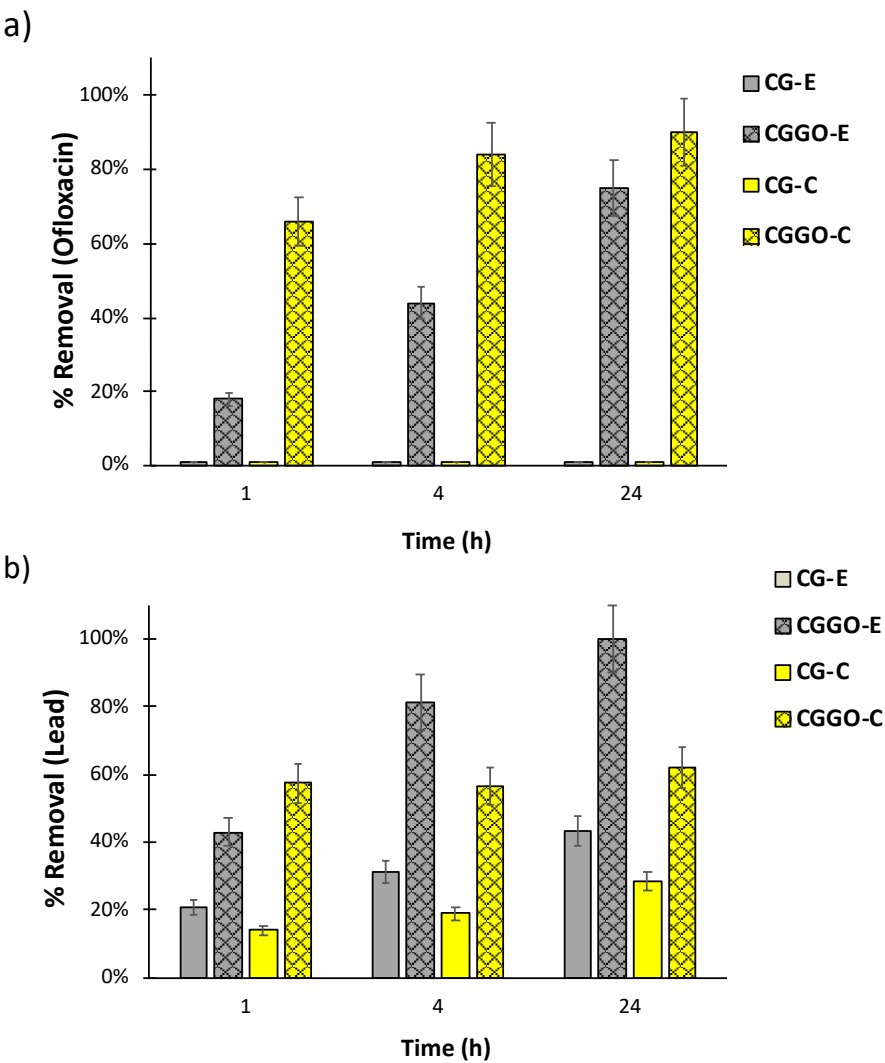 a)
% Removal (Ofloxacin)
100%
80%
60%
40%
20%
0%
1 4 24
Time (h)
CG-E
CGGO-E
CG-C
CGGO-C
b)
% Removal (Lead)
100%
80%
60%
40%
20%
0%
1 4 24
Time (h)
CG-E
CGGO-E
CG-C
CGGO-C